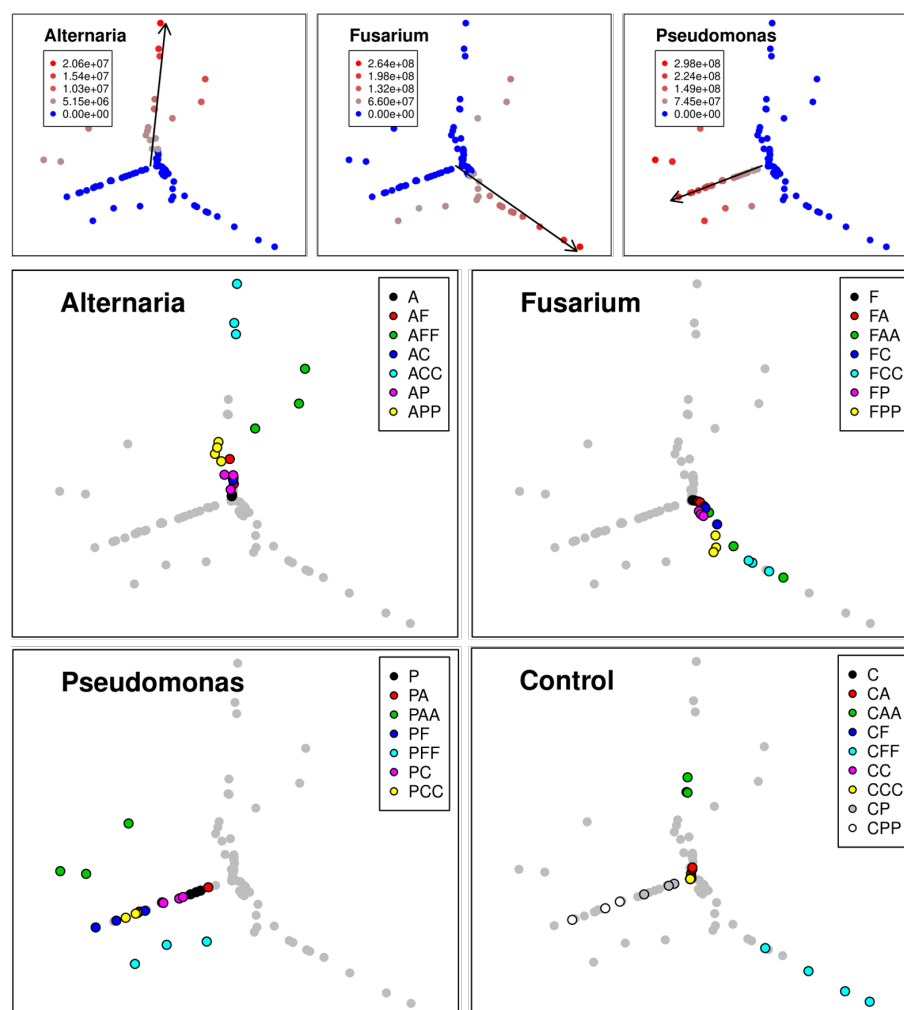 Alternaria
2.06e+07
1.54e+07
1.03e+07
5.15e+06
0.00e+00
Fusarium
2.64e+08
1.98e+08
1.32e+08
6.60e+07
0.00e+00
Pseudomonas
2.98e+08
2.24e+08
1.49e+08
7.45e+07
0.00e+00
Alternaria
A
AF
AFF
AC
ACC
AP
APP
Fusarium
F
FA
FAA
FC
FCC
FP
FPP
Pseudomonas
P
PA
PAA
PF
PFF
PC
PCC
Control
C
CA
CAA
CF
CFF
CC
CCC
CP
CPP